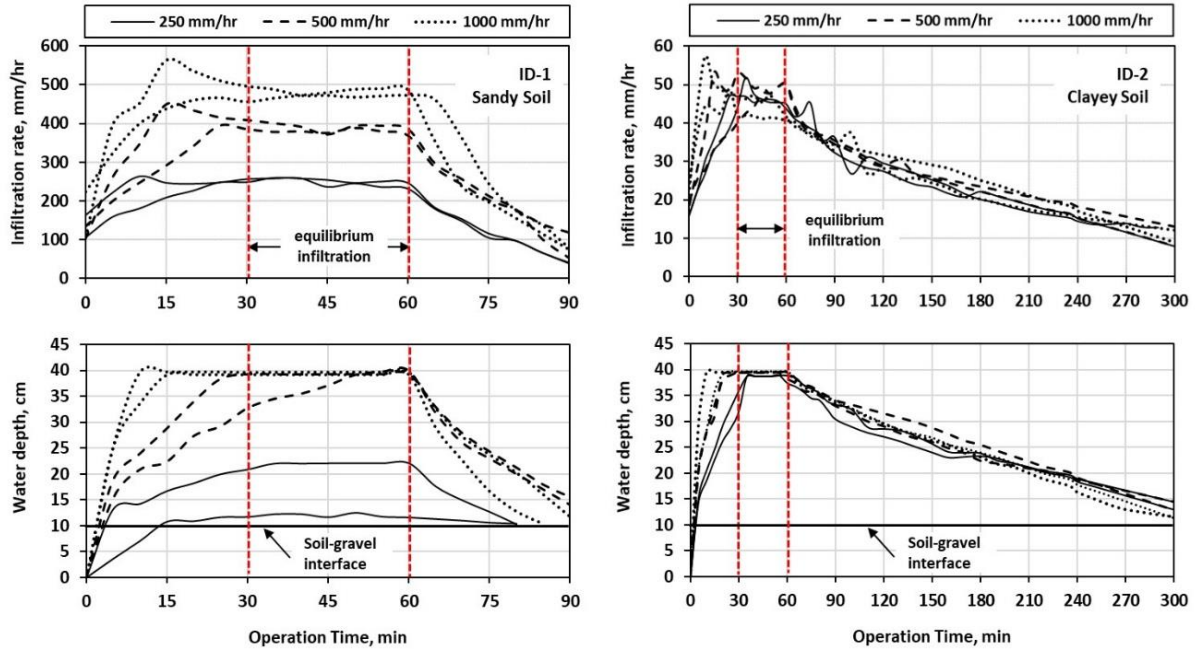 250 mm/hr 500 mm/hr 1000 mm/hr
Infiltration rate, mm/hr
600
500
400
300
200
100
0
ID-1
Sandy Soil
equilibrium
infiltration
0 15 30 45 60 75 90
250 mm/hr 500 mm/hr 1000 mm/hr
Infiltration rate, mm/hr
60
50
40
30
20
10
0
ID-2
Clayey Soil
equilibrium
infiltration
0 30 60 90 120 150 180 210 240 270 300
Water depth, cm
45
40
35
30
25
20
15
10
5
0
Soil-gravel
interface
0 15 30 45 60 75 90
Operation Time, min
Water depth, cm
45
40
35
30
25
20
15
10
5
0
Soil-gravel
interface
0 30 60 90 120 150 180 210 240 270 300
Operation Time, min